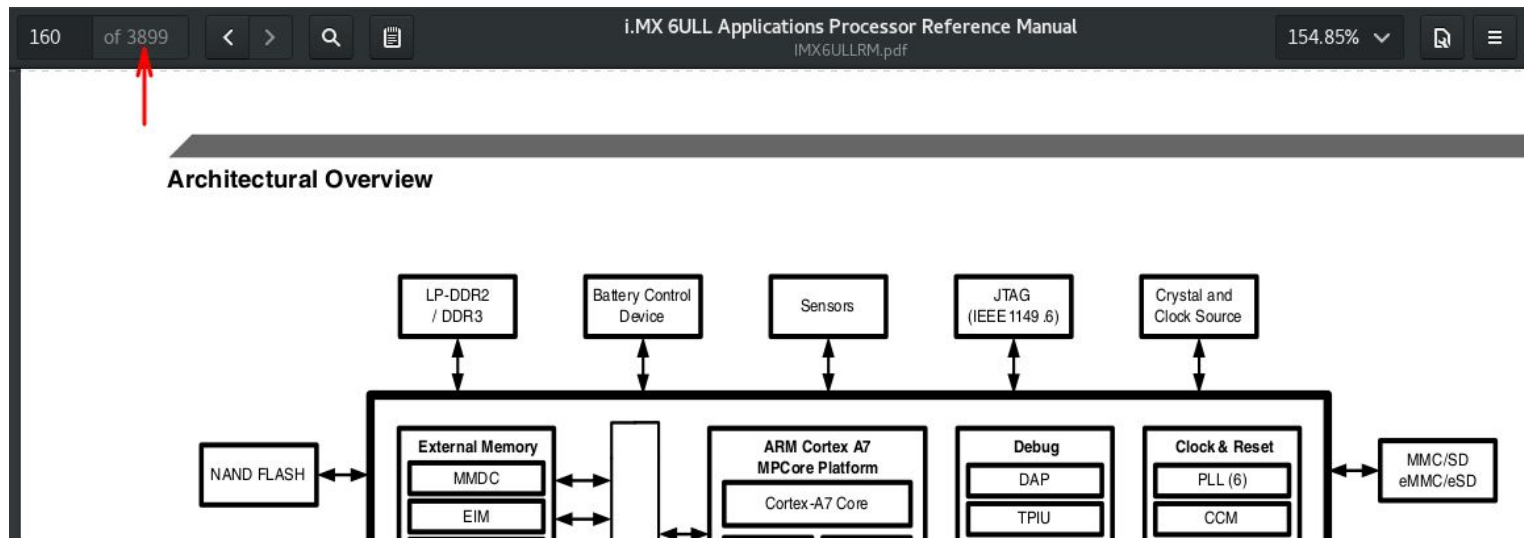 160 of 3899
i.MX 6ULL Applications Processor Reference Manual
IMX6ULLRM.pdf
154.85%
Architectural Overview
LP-DDR2
/ DDR3
Battery Control
Device
Sensors
JTAG
(IEEE 1149 .6)
Crystal and
Clock Source
NAND FLASH
External Memory
MMDC
EIM
ARM Cortex A7
MPCore Platform
Cortex-A7 Core
Debug
DAP
TPIU
Clock & Reset
PLL (6)
CCM
MMC/SD
eMMC/eSD